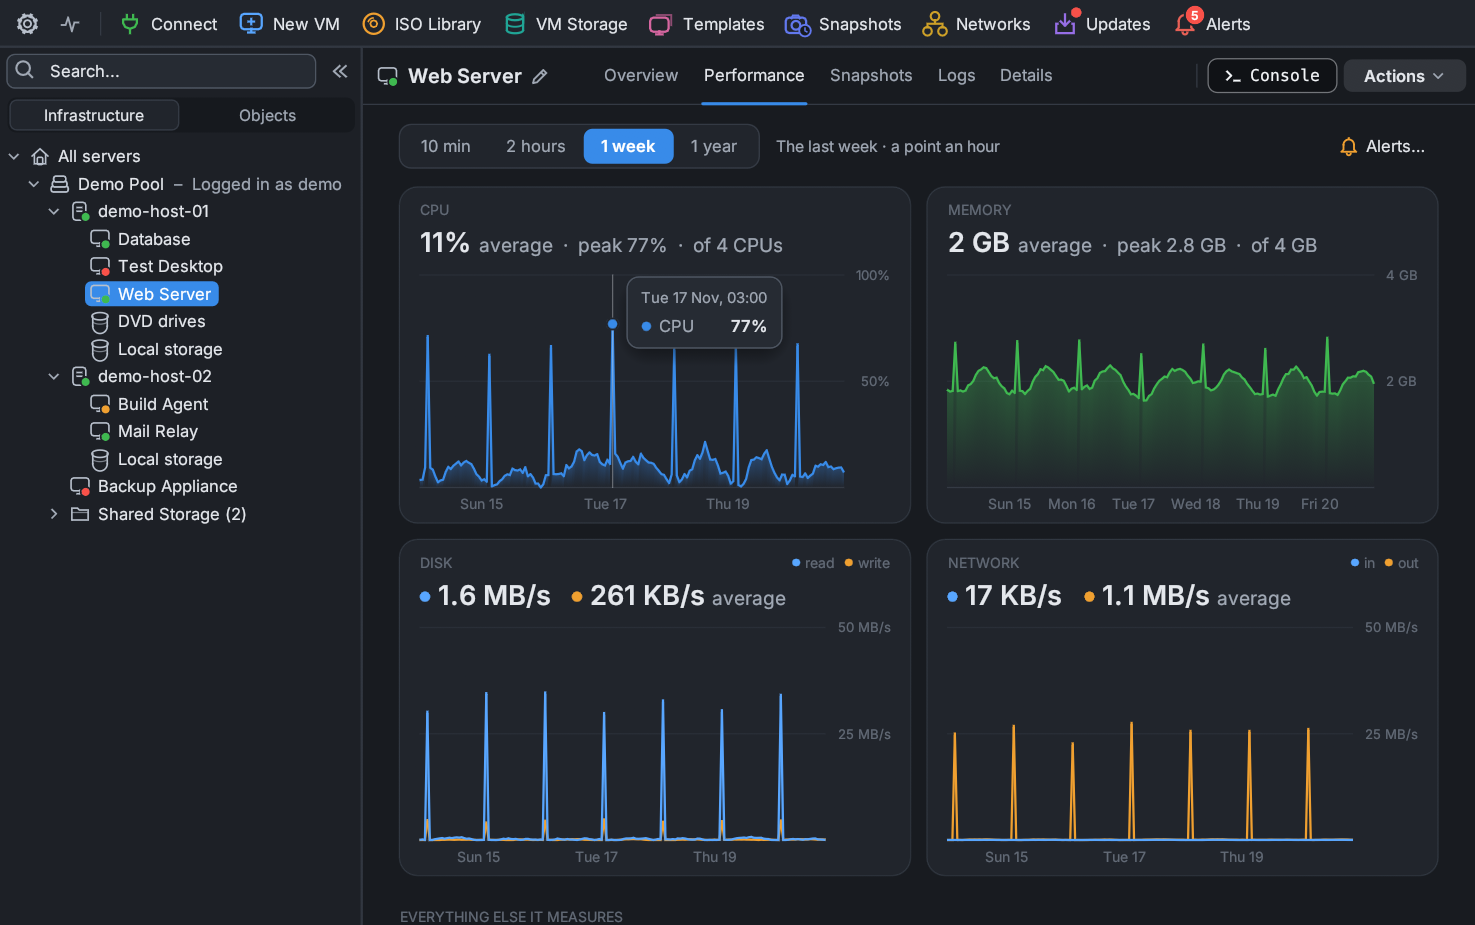 Connect New VM ISO Library VM Storage Templates Snapshots Networks Updates 5 Alerts
Search...
Infrastructure Objects
All servers
Demo Pool – Logged in as demo
demo-host-01
Database
Test Desktop
Web Server
DVD drives
Local storage
demo-host-02
Build Agent
Mail Relay
Local storage
Backup Appliance
Shared Storage (2)
Web Server Overview Performance Snapshots Logs Details >_ Console Actions
10 min 2 hours 1 week 1 year The last week · a point an hour Alerts...
CPU
11% average · peak 77% · of 4 CPUs
100%
Tue 17 Nov, 03:00
CPU 77%
50%
Sun 15 Tue 17 Thu 19
MEMORY
2 GB average · peak 2.8 GB · of 4 GB
4 GB
2 GB
Sun 15 Mon 16 Tue 17 Wed 18 Thu 19 Fri 20
DISK read write
1.6 MB/s 261 KB/s average
50 MB/s
25 MB/s
Sun 15 Tue 17 Thu 19
NETWORK in out
17 KB/s 1.1 MB/s average
50 MB/s
25 MB/s
Sun 15 Tue 17 Thu 19
EVERYTHING ELSE IT MEASURES